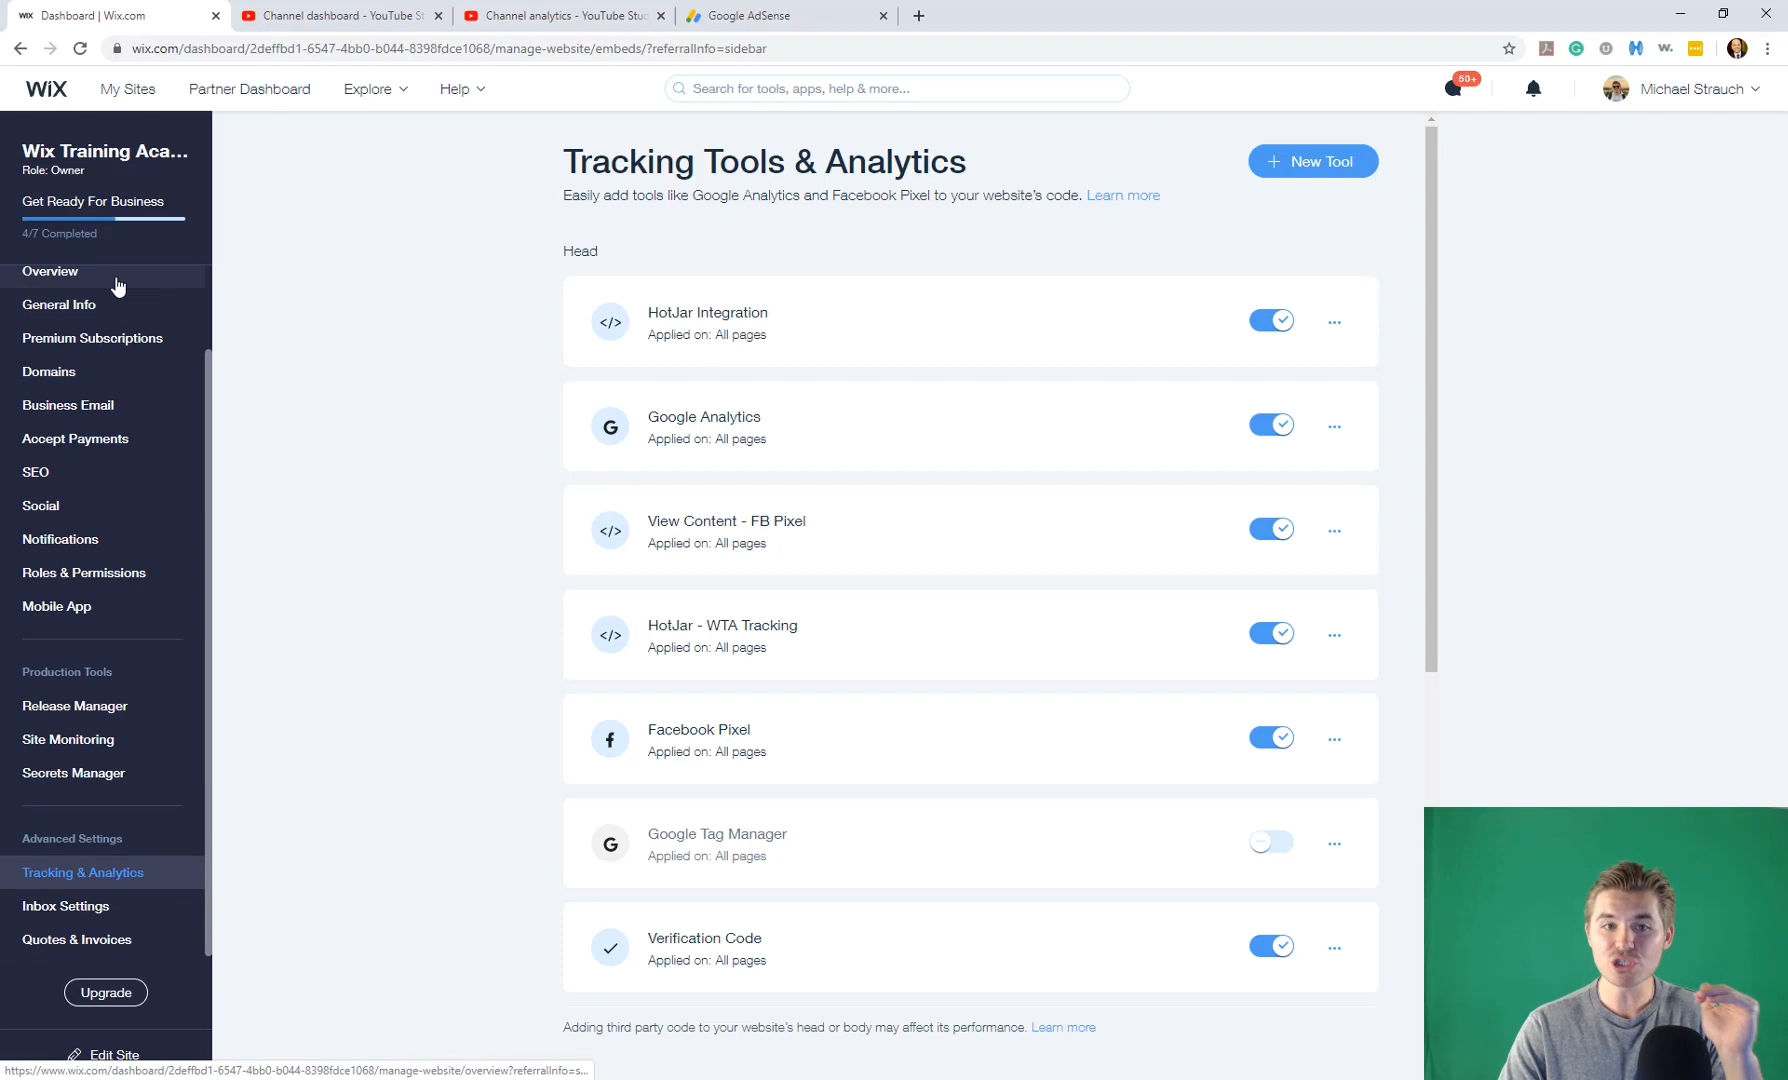 WIX Dashboard | Wix.com
Channel dashboard - YouTube St
Channel analytics - YouTube Stu
Google AdSense
wix.com/dashboard/2deffbd1-6547-4bb0-b044-8398fdce1068/manage-website/embeds/?referralInfo=sidebar
WIX
My Sites
Partner Dashboard
Explore
Help
Search for tools, apps, help & more...
50+
Michael Strauch
Wix Training Aca...
Role: Owner
Get Ready For Business
4/7 Completed
Overview
General Info
Premium Subscriptions
Domains
Business Email
Accept Payments
SEO
Social
Notifications
Roles & Permissions
Mobile App
Production Tools
Release Manager
Site Monitoring
Secrets Manager
Advanced Settings
Tracking & Analytics
Inbox Settings
Quotes & Invoices
Upgrade
Edit Site
Tracking Tools & Analytics
+ New Tool
Easily add tools like Google Analytics and Facebook Pixel to your website's code. Learn more
Head
</> HotJar Integration
Applied on: All pages
G Google Analytics
Applied on: All pages
</> View Content - FB Pixel
Applied on: All pages
</> HotJar - WTA Tracking
Applied on: All pages
f Facebook Pixel
Applied on: All pages
G Google Tag Manager
Applied on: All pages
Verification Code
Applied on: All pages
Adding third party code to your website's head or body may affect its performance. Learn more
https://www.wix.com/dashboard/2deffbd1-6547-4bb0-b044-8398fdce1068/manage-website/overview?referralInfo=s...